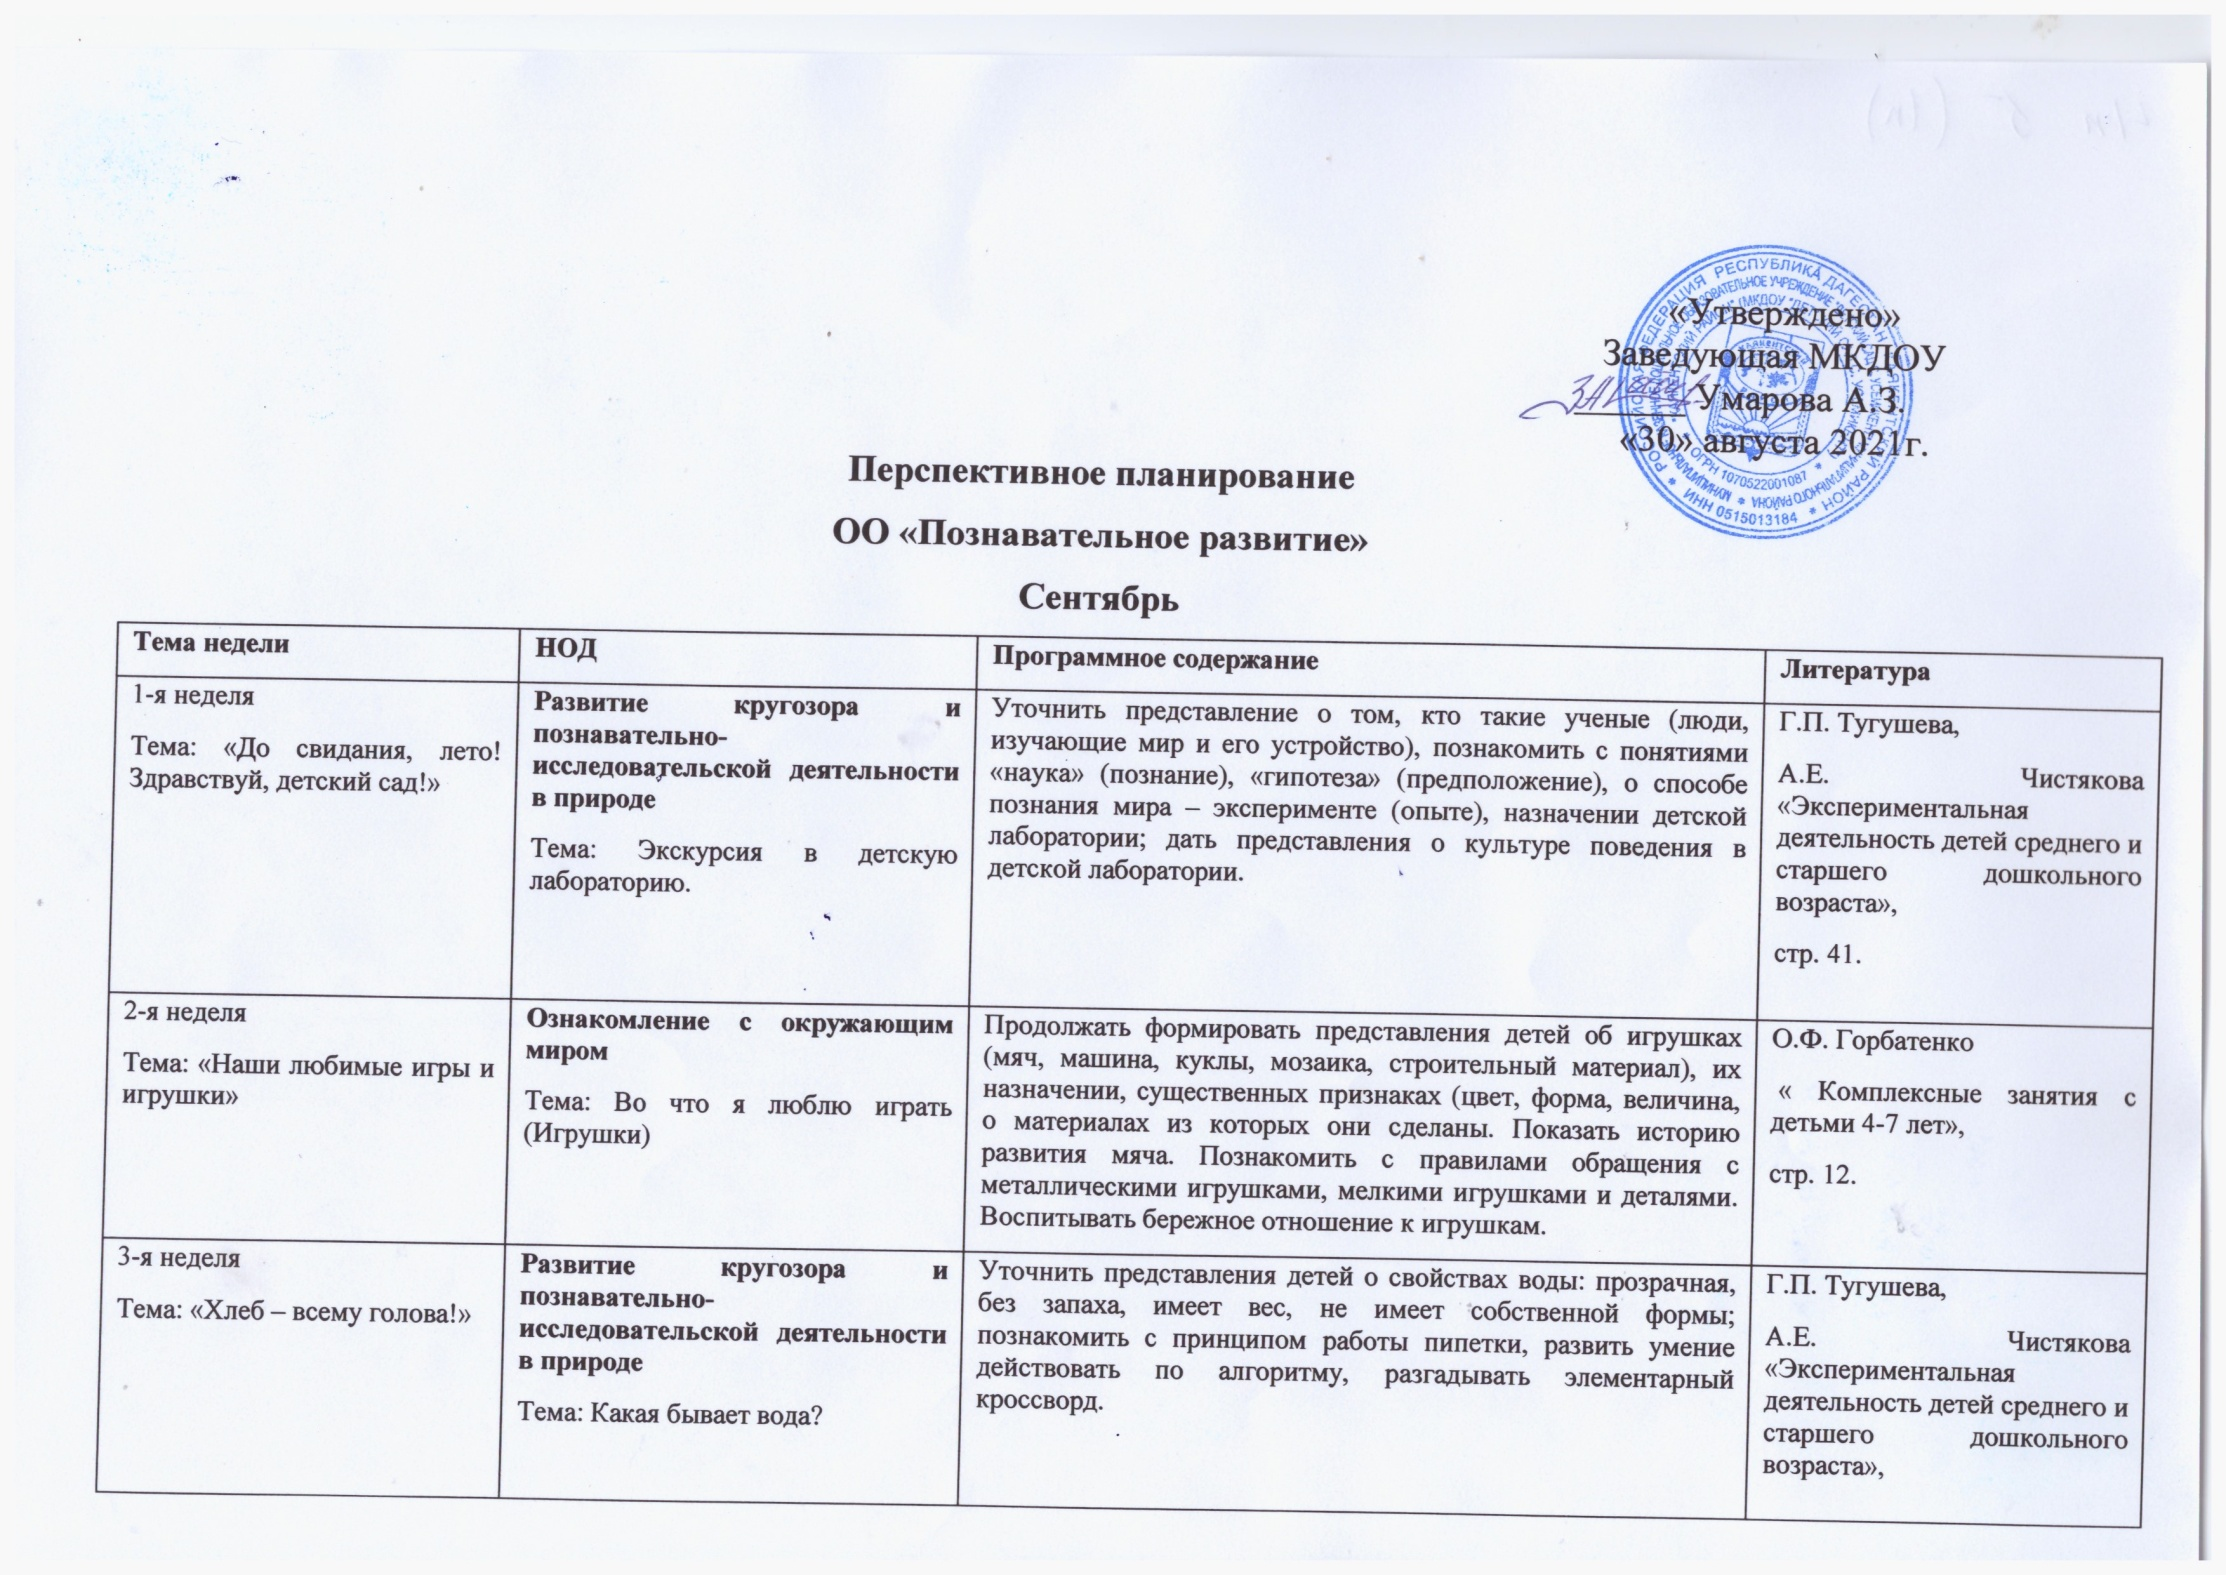 «Утверждено»
Заведующая МКДОУ
Умарова А.З.
«30» августа 2021г.
РЕСПУБЛИКА ДАГЕСТАН
ОГРН 1070522001087
ИНН 0515013184
Перспективное планирование
ОО «Познавательное развитие»
Сентябрь
Тема недели
НОД
Программное содержание
Литература
1-я неделя
Тема: «До свидания, лето!
Здравствуй, детский сад!»
Развитие кругозора и
познавательно-
исследовательской деятельности
в природе
Тема: Экскурсия в детскую
лабораторию.
Уточнить представление о том, кто такие ученые (люди,
изучающие мир и его устройство), познакомить с понятиями
«наука» (познание), «гипотеза» (предположение), о способе
познания мира – эксперименте (опыте), назначении детской
лаборатории; дать представления о культуре поведения в
детской лаборатории.
Г.П. Тугушева,
А.Е. Чистякова
«Экспериментальная
деятельность детей среднего и
старшего дошкольного
возраста»,
стр. 41.
2-я неделя
Тема: «Наши любимые игры и
игрушки»
Ознакомление с окружающим
миром
Тема: Во что я люблю играть
(Игрушки)
Продолжать формировать представления детей об игрушках
(мяч, машина, куклы, мозаика, строительный материал), их
назначении, существенных признаках (цвет, форма, величина,
о материалах из которых они сделаны. Показать историю
развития мяча. Познакомить с правилами обращения с
металлическими игрушками, мелкими игрушками и деталями.
Воспитывать бережное отношение к игрушкам.
О.Ф. Горбатенко
« Комплексные занятия с
детьми 4-7 лет»,
стр. 12.
3-я неделя
Тема: «Хлеб – всему голова!»
Развитие кругозора и
познавательно-
исследовательской деятельности
в природе
Тема: Какая бывает вода?
Уточнить представления детей о свойствах воды: прозрачная,
без запаха, имеет вес, не имеет собственной формы;
познакомить с принципом работы пипетки, развить умение
действовать по алгоритму, разгадывать элементарный
кроссворд.
Г.П. Тугушева,
А.Е. Чистякова
«Экспериментальная
деятельность детей среднего и
старшего дошкольного
возраста»,